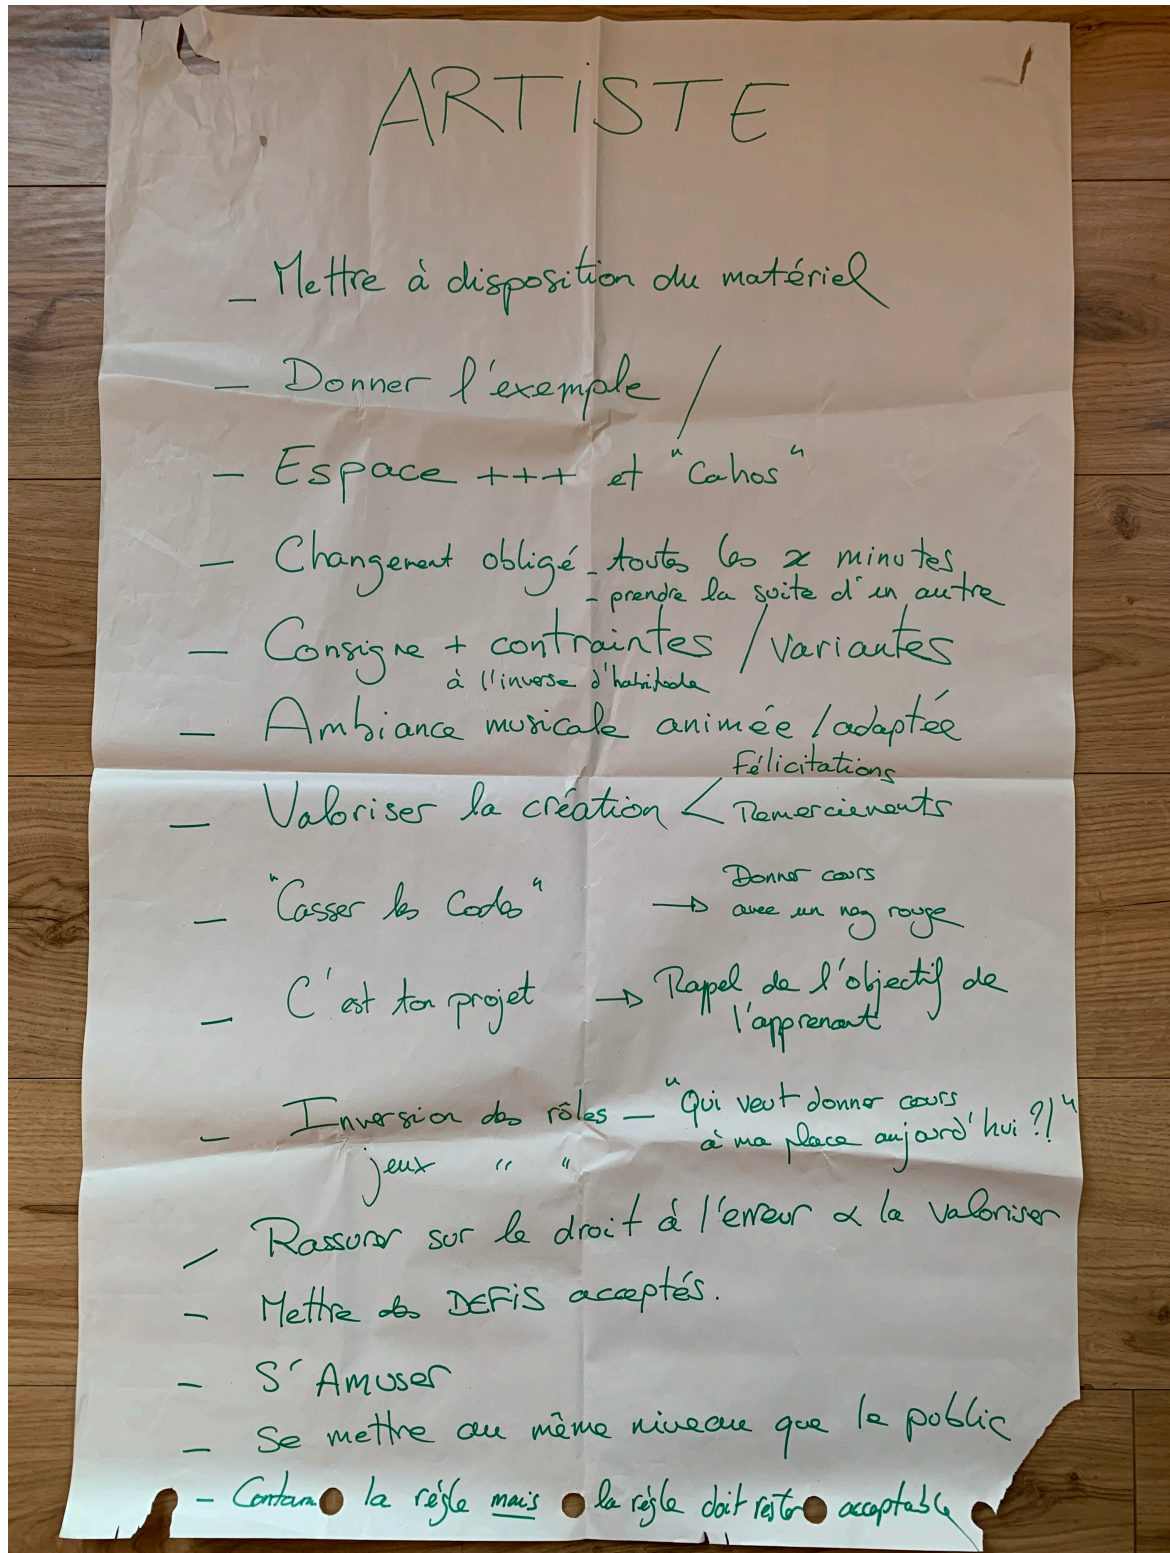 ARTiSTE
_ Mettre à disposition du matériel
_ Donner l'exemple /
_ Espace +++ et "Cahos"
_ Changement obligé - toutes les x minutes
- prendre la suite d'un autre
_ Consigne + contraintes / variantes
à l'inverse d'habitude
_ Ambiance musicale animée / adaptée
_ Valoriser la création < Félicitations
Remerciements
_ "Casser les Codes" → Donner cours
avec un nez rouge
_ C'est ton projet → Rappel de l'objectif de
l'apprenant
_ Inversion des rôles _ "Qui veut donner cours
à ma place aujourd'hui ?!"
jeux " "
_ Rassurer sur le droit à l'erreur & la valoriser
_ Mettre des DEFiS acceptés.
_ S'Amuser
_ Se mettre au même niveau que le public
- la règle mais la règle doit rester acceptable